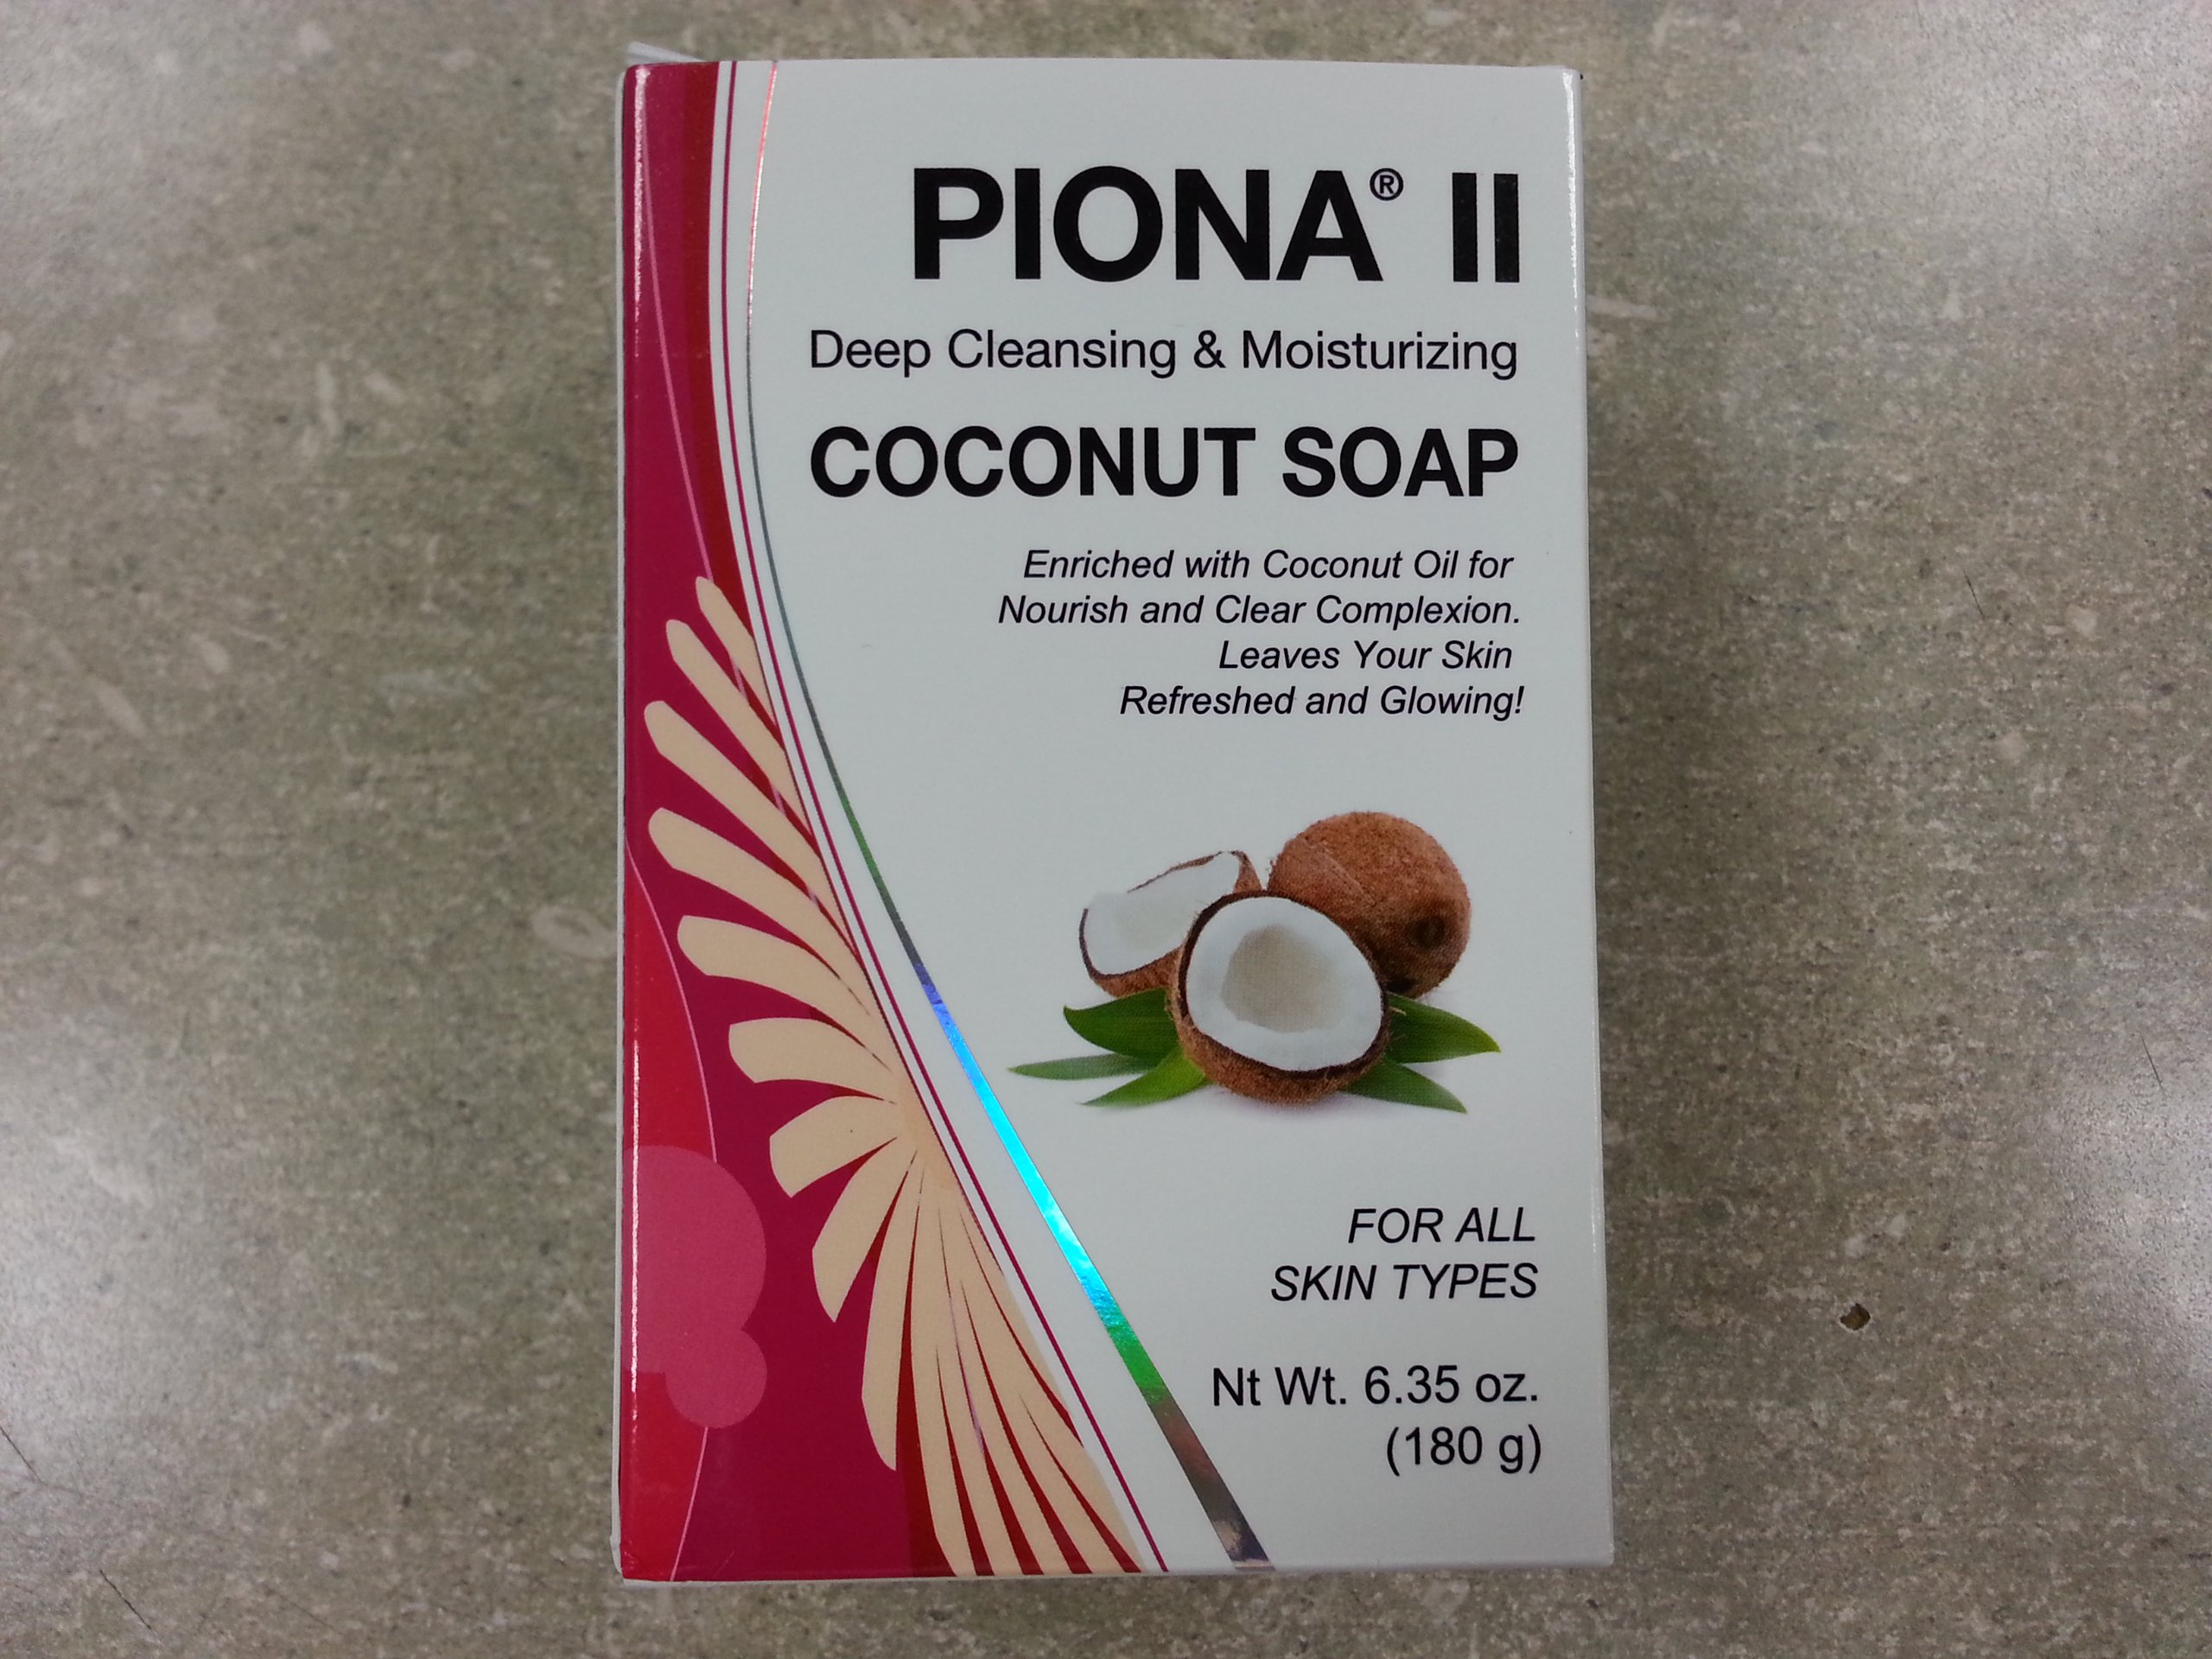 PIONA® II
Deep Cleansing & Moisturizing
COCONUT SOAP
Enriched with Coconut Oil for
Nourish and Clear Complexion.
Leaves Your Skin
Refreshed and Glowing!
FOR ALL
SKIN TYPES
Nt Wt. 6.35 oz.
(180 g)